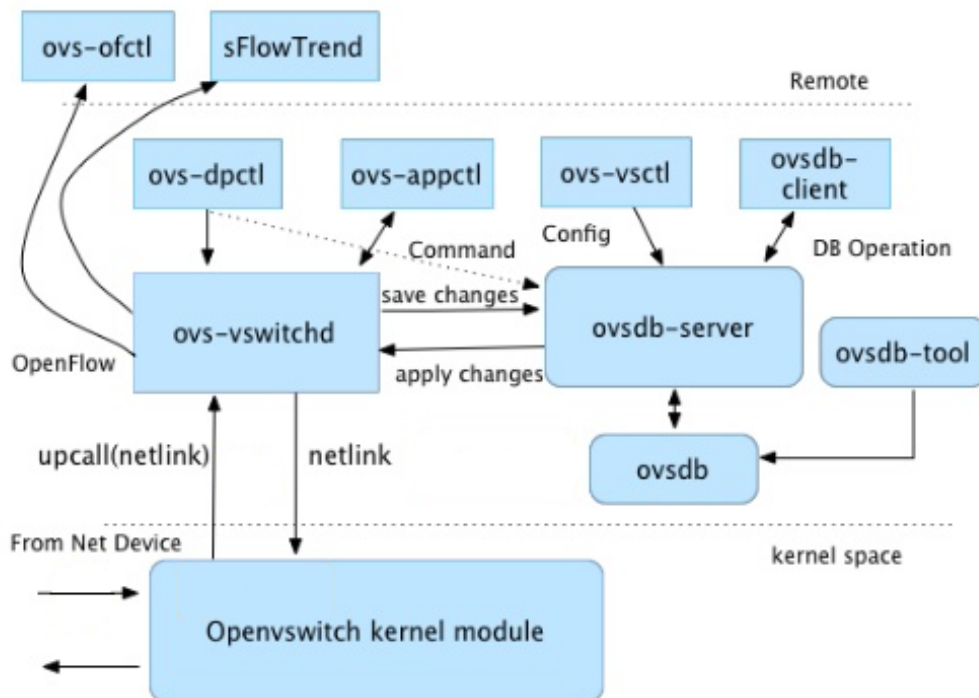 ovs-ofctl
sFlowTrend
Remote
ovs-dpctl
ovs-appctl
ovs-vsctl
ovsdb-
client
Command
Config
DB Operation
save changes
ovs-vswitchd
ovsdb-server
ovsdb-tool
OpenFlow
apply changes
upcall(netlink)
netlink
ovsdb
From Net Device
kernel space
Openvswitch kernel module